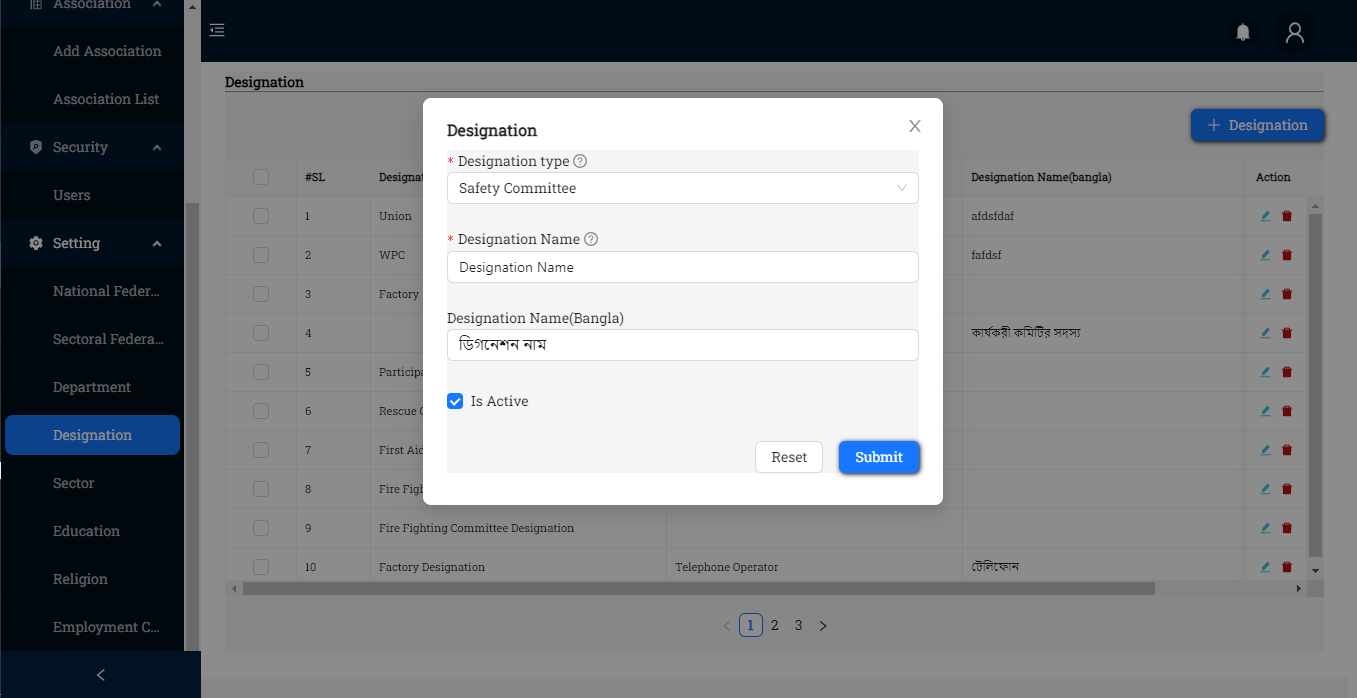 Association
Add Association
Association List
Security
Users
Setting
National Feder...
Sectoral Federa...
Department
Designation
Sector
Education
Religion
Employment C...
Designation
+ Designation
#SL Designat Designation Name(bangla) Action
1 Union afdsfdaf
2 WPC fafdsf
3 Factory
4 কার্যকরী কমিটির সদস্য
5 Participa
6 Rescue
7 First Aid
8 Fire Figh
9 Fire Fighting Committee Designation
10 Factory Designation Telephone Operator টেলিফোন
1 2 3
Designation
* Designation type
Safety Committee
* Designation Name
Designation Name
Designation Name(Bangla)
ডিগনেশন নাম
Is Active
Reset Submit